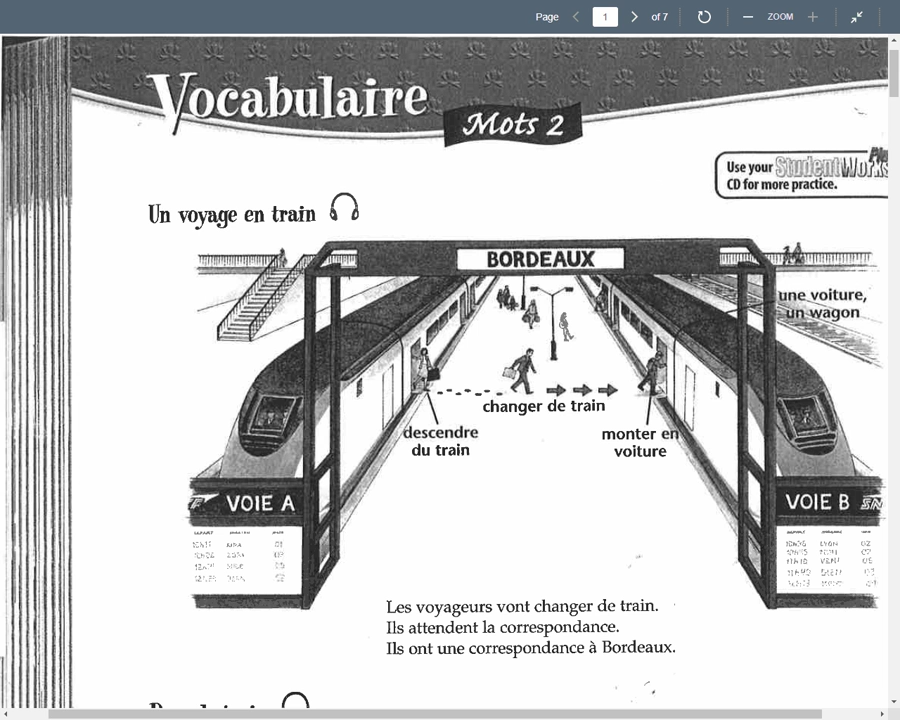 Page
1
of 7
ZOOM
Vocabulaire
Mots 2
Use your StudentWorks
CD for more practice.
Un voyage en train
BORDEAUX
une voiture,
un wagon
changer de train
descendre
du train
monter en
voiture
VOIE A
VOIE B
Les voyageurs vont changer de train.
Ils attendent la correspondance.
Ils ont une correspondance à Bordeaux.